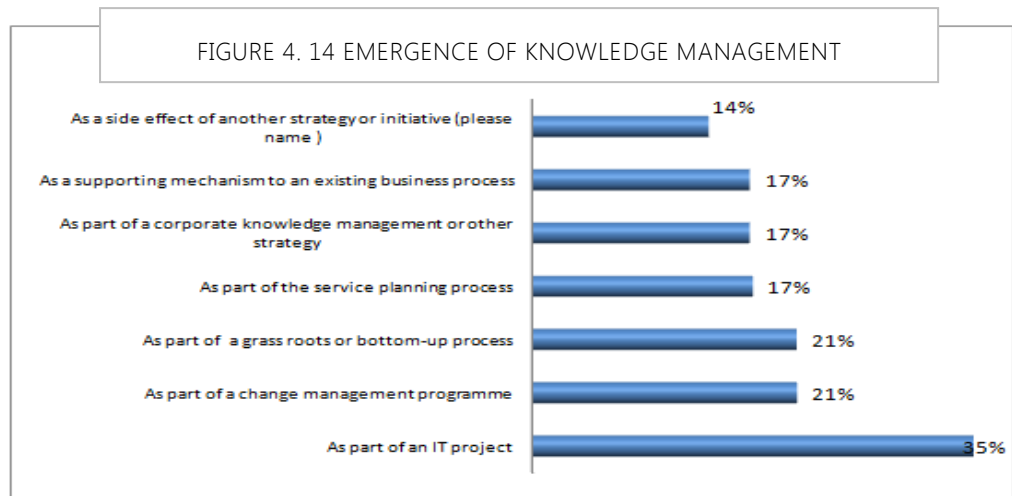 FIGURE 4. 14 EMERGENCE OF KNOWLEDGE MANAGEMENT
As a side effect of another strategy or initiative (please
name )
14%
As a supporting mechanism to an existing business process
17%
As part of a corporate knowledge management or other
strategy
17%
As part of the service planning process
17%
As part of a grass roots or bottom-up process
21%
As part of a change management programme
21%
As part of an IT project
35%